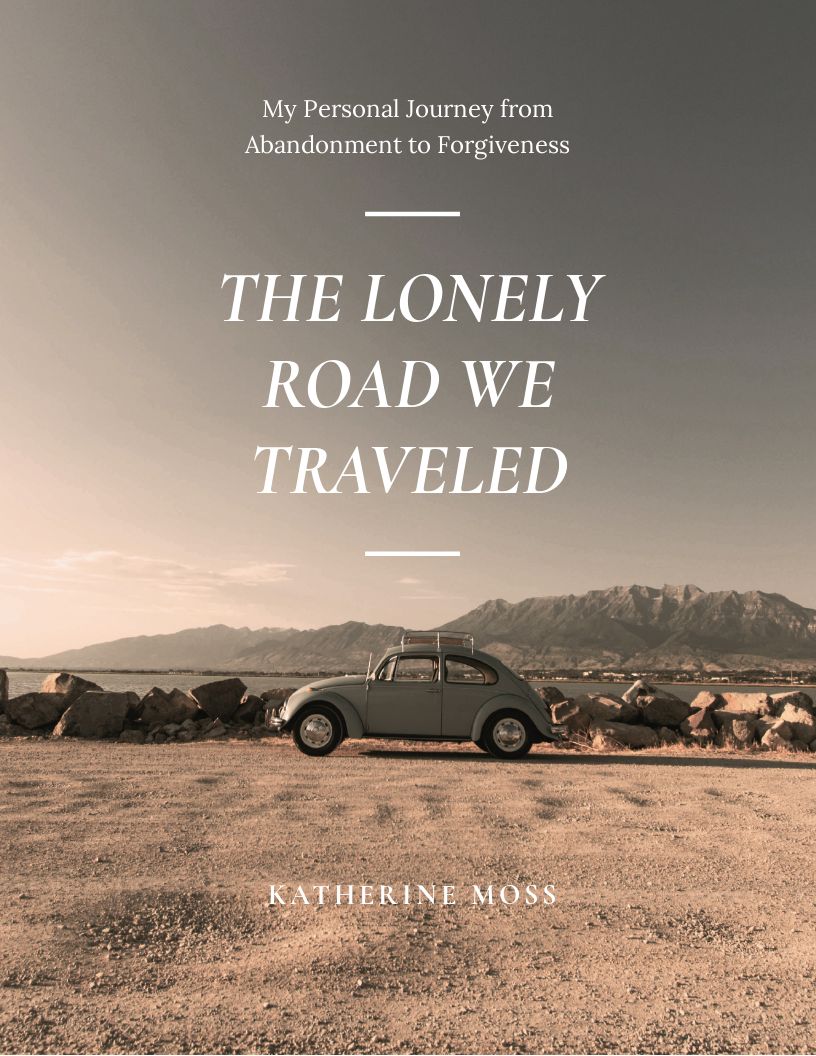 My Personal Journey from
Abandonment to Forgiveness
THE LONELY
ROAD WE
TRAVELED
KATHERINE MOSS